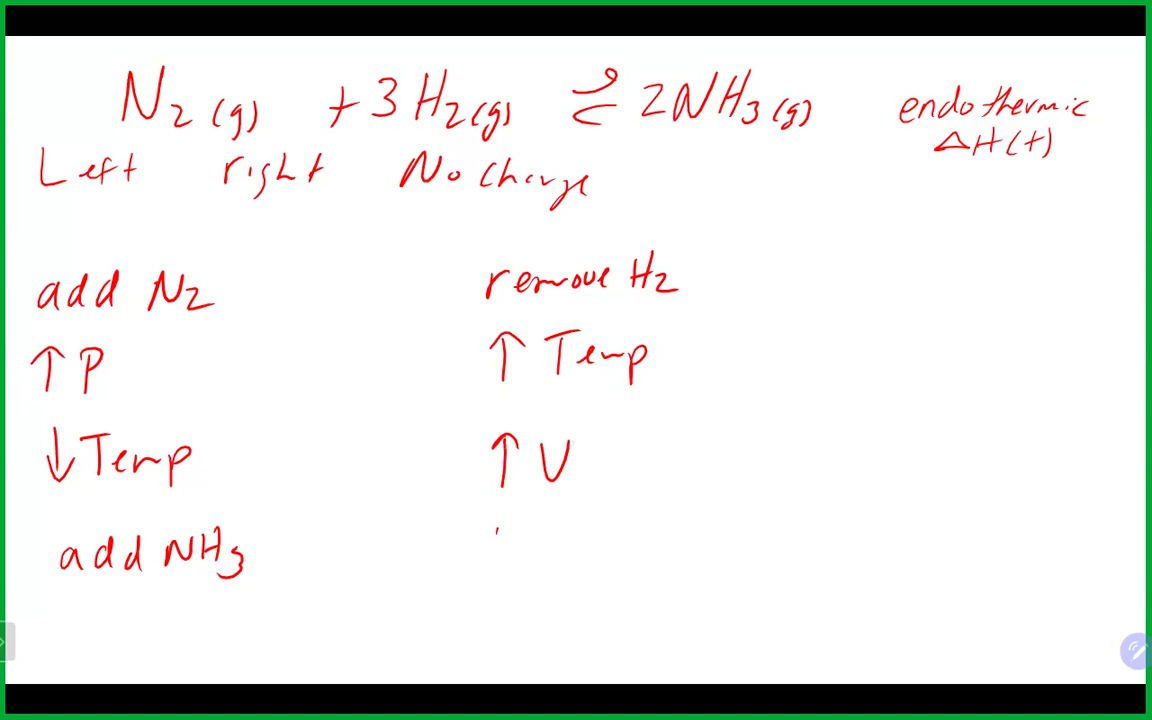 N2(g) + 3H2(g) ⇌ 2NH3(g) endothermic
ΔH(+)
Left right No change
add N2 remove H2
↑ P ↑ Temp
↓ Temp ↑ V
add NH3